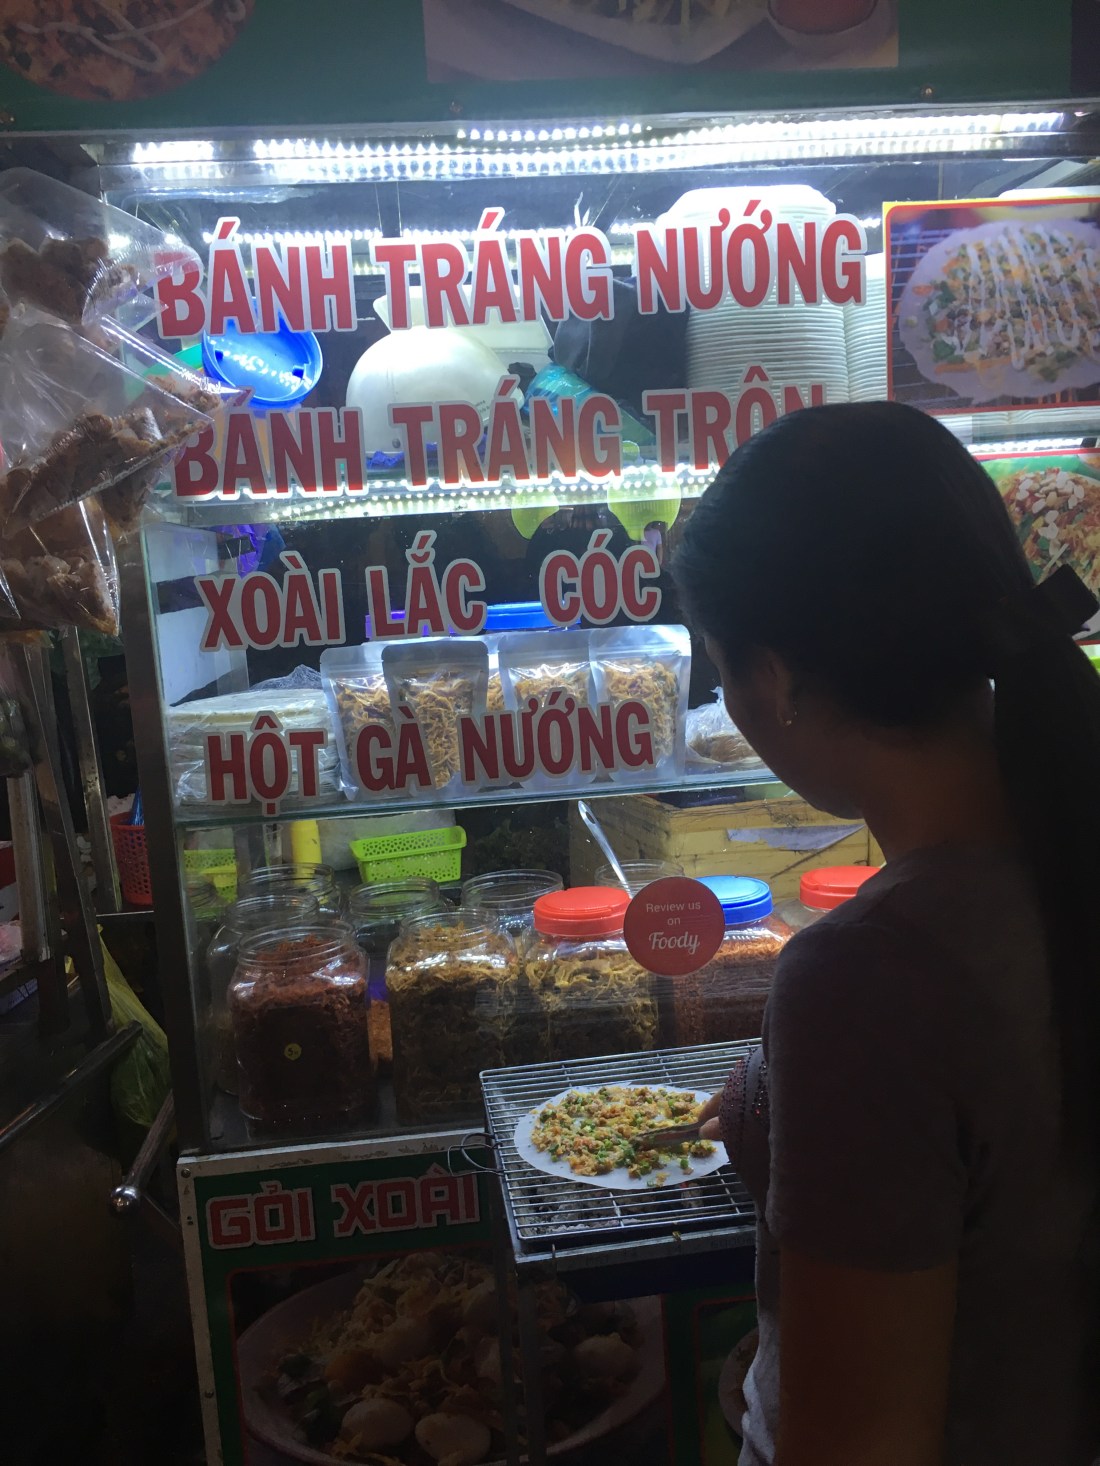 BÁNH TRÁNG NƯỚNG
BÁNH TRÁNG TRỘN
XOÀI LẮC CÓC
HỘT GÀ NƯỚNG
Review us
on
Foody
GỎI XOÀI